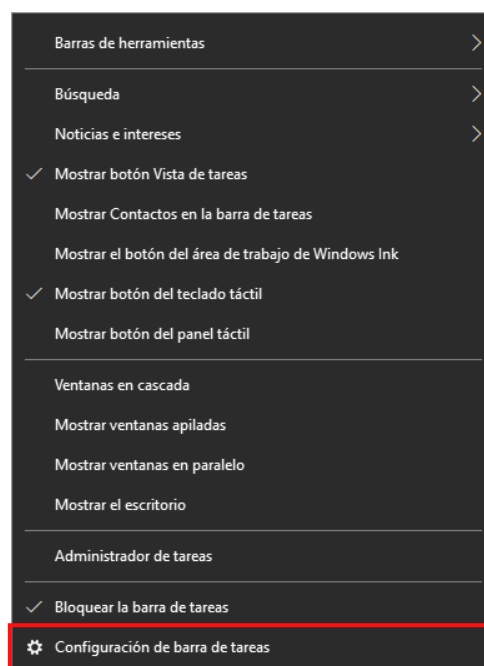 Barras de herramientas
Búsqueda
Noticias e intereses
Mostrar botón Vista de tareas
Mostrar Contactos en la barra de tareas
Mostrar el botón del área de trabajo de Windows Ink
Mostrar botón del teclado táctil
Mostrar botón del panel táctil
Ventanas en cascada
Mostrar ventanas apiladas
Mostrar ventanas en paralelo
Mostrar el escritorio
Administrador de tareas
Bloquear la barra de tareas
Configuración de barra de tareas